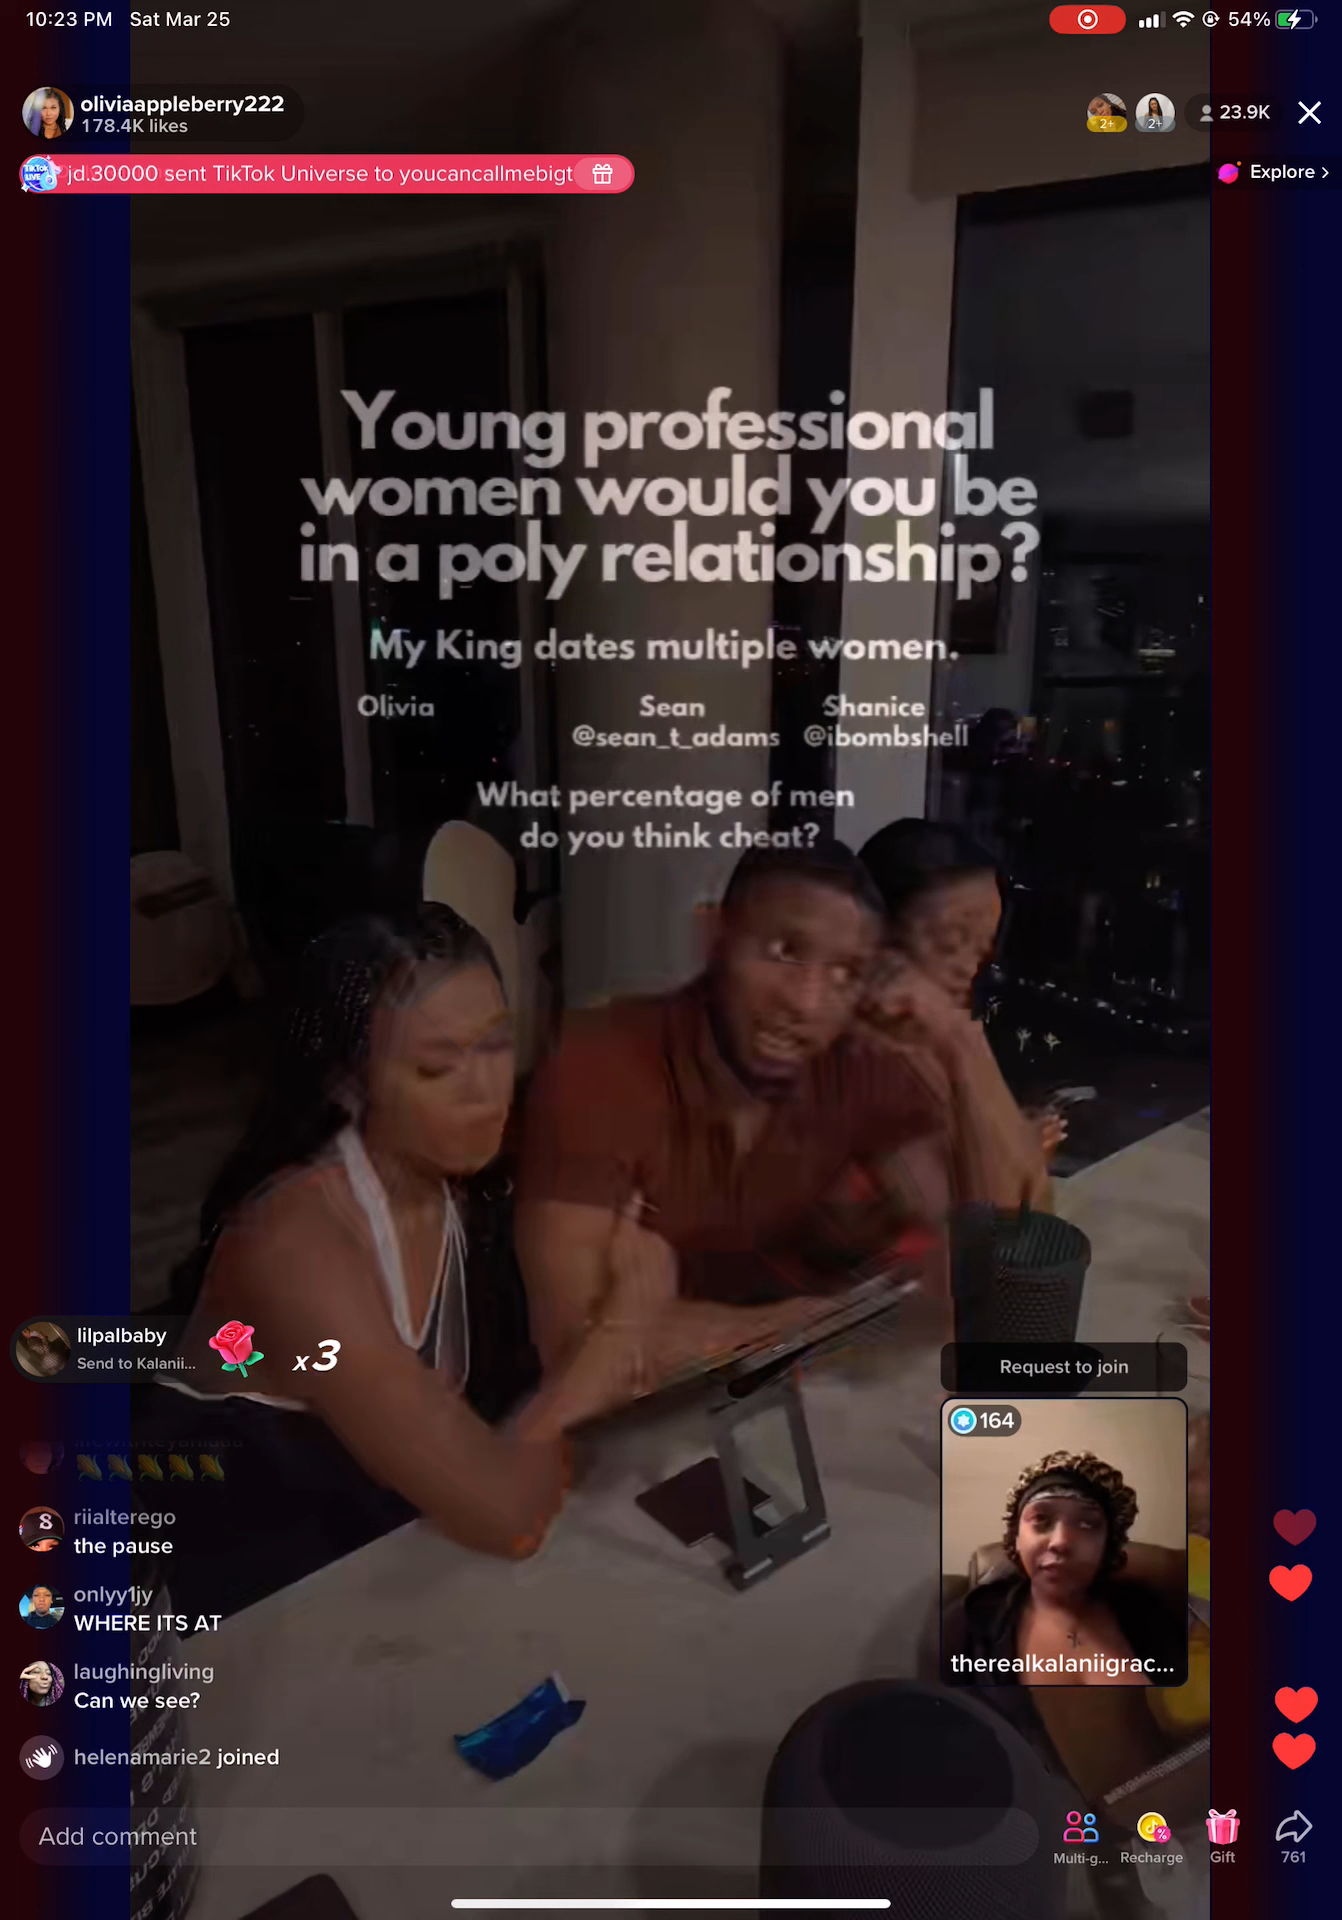 10:23 PM Sat Mar 25
54%
oliviaappleberry222
178.4K likes
2+
2+
23.9K
jd.30000 sent TikTok Universe to youcancallmebigt
Explore >
Young professional
women would you be
in a poly relationship?
My King dates multiple women.
Olivia
Sean
Shanice
@sean_t_adams
@ibombshell
What percentage of men
do you think cheat?
lilpalbaby
Send to Kalanii...
x3
Request to join
164
therealkalaniigrac...
riialterego
the pause
onlyy1jy
WHERE ITS AT
laughingliving
Can we see?
helenamarie2 joined
Add comment
Multi-g...
Recharge
Gift
761